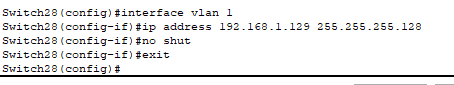 Switch28(config)#interface vlan 1
Switch28(config-if)#ip address 192.168.1.129 255.255.255.128
Switch28(config-if)#no shut
Switch28(config-if)#exit
Switch28(config)#